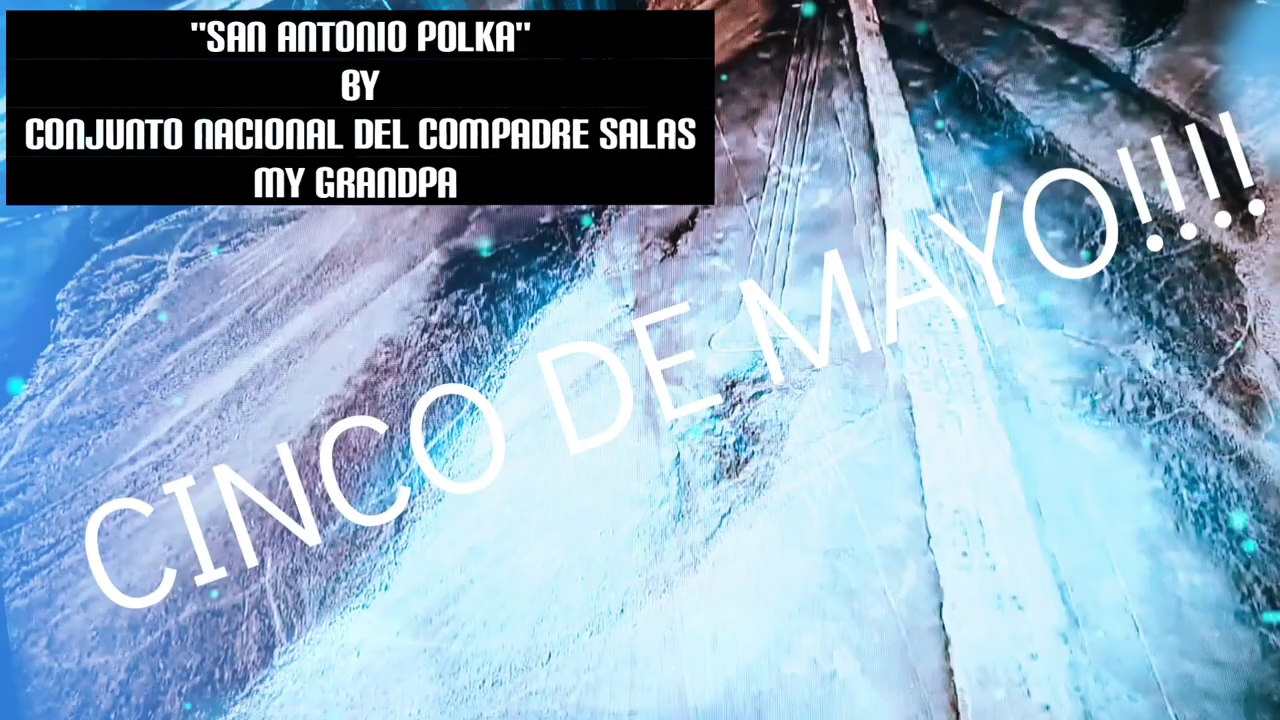 "SAN ANTONIO POLKA"
BY
CONJUNTO NACIONAL DEL COMPADRE SALAS
MY GRANDPA
CINCO DE MAYO!!!!